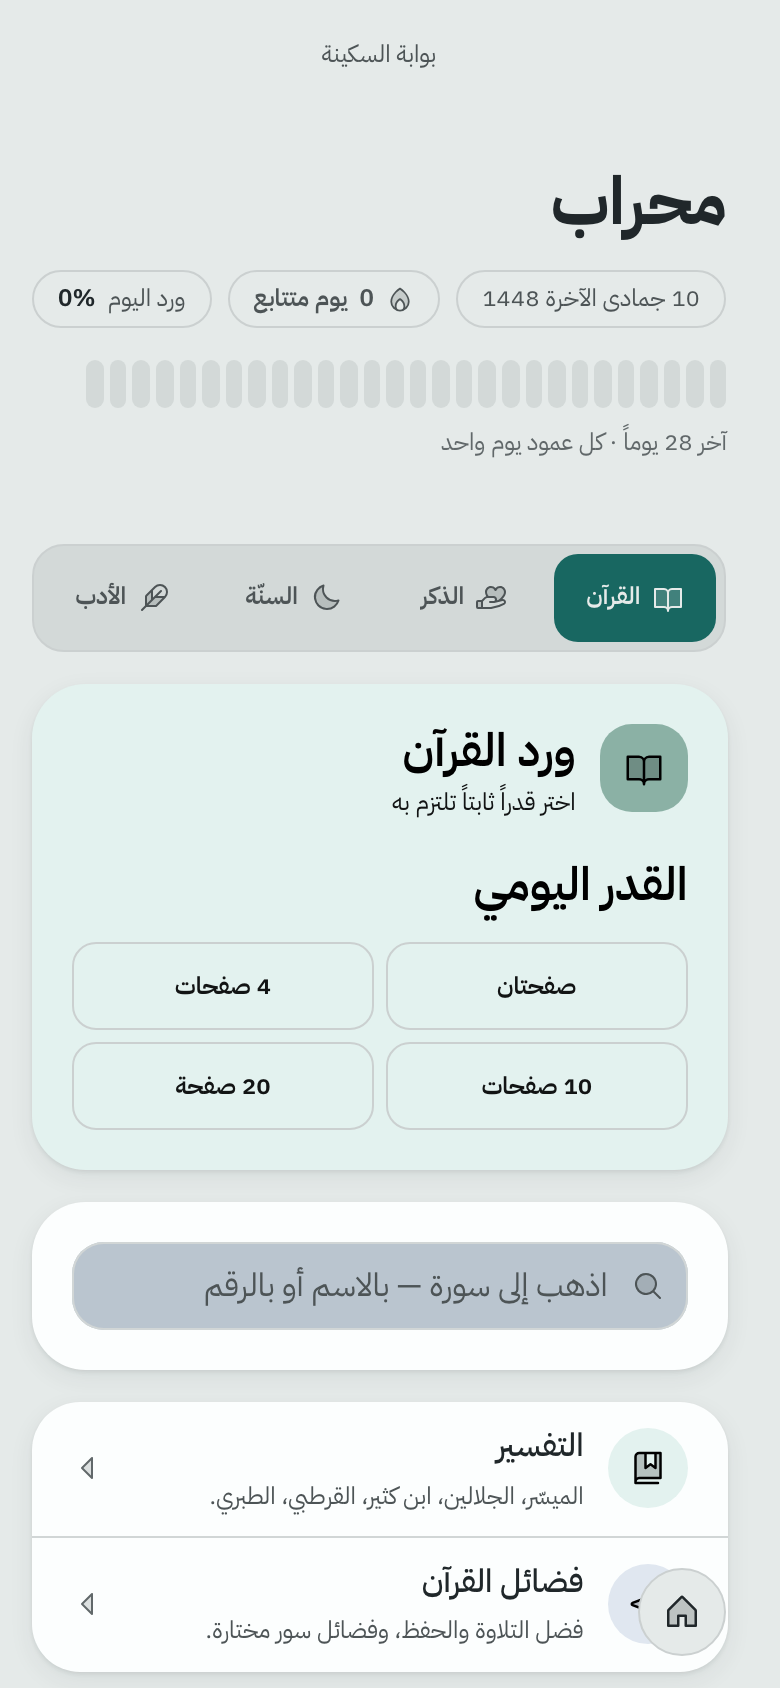 بوابة السكينة
محراب
10 جمادى الآخرة 1448
0 يوم متتابع
ورد اليوم 0%
آخر 28 يوماً · كل عمود يوم واحد
القرآن
الذكر
السنّة
الأدب
ورد القرآن
اختر قدراً ثابتاً تلتزم به
القدر اليومي
صفحتان
4 صفحات
10 صفحات
20 صفحة
اذهب إلى سورة — بالاسم أو بالرقم
التفسير
الميسّر، الجلالين، ابن كثير، القرطبي، الطبري.
فضائل القرآن
فضل التلاوة والحفظ، وفضائل سور مختارة.